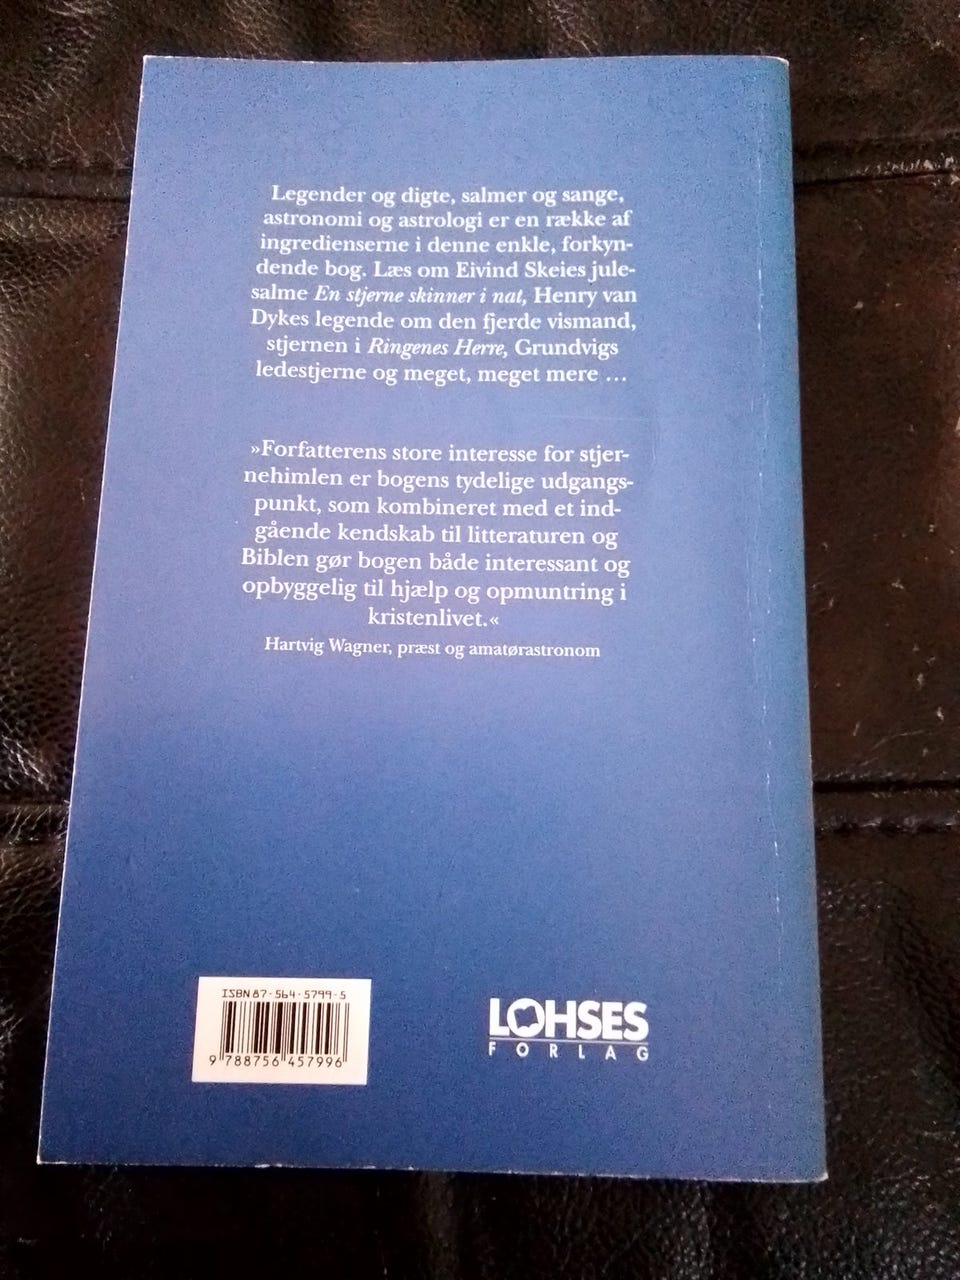 Legender og digte, salmer og sange,
astronomi og astrologi er en række af
ingredienserne i denne enkle, forkyn-
dende bog. Læs om Eivind Skeies jule-
salme En stjerne skinner i nat, Henry van
Dykes legende om den fjerde vismand,
stjernen i Ringenes Herre, Grundvigs
ledestjerne og meget, meget mere ...
»Forfatterens store interesse for stjer-
nehimlen er bogens tydelige udgangs-
punkt, som kombineret med et ind-
gående kendskab til litteraturen og
Biblen gør bogen både interessant og
opbyggelig til hjælp og opmuntring i
kristenlivet.«
Hartvig Wagner, præst og amatørastronom
ISBN 87-564-5799-5
9 788756 457996
LOHSES
FORLAG